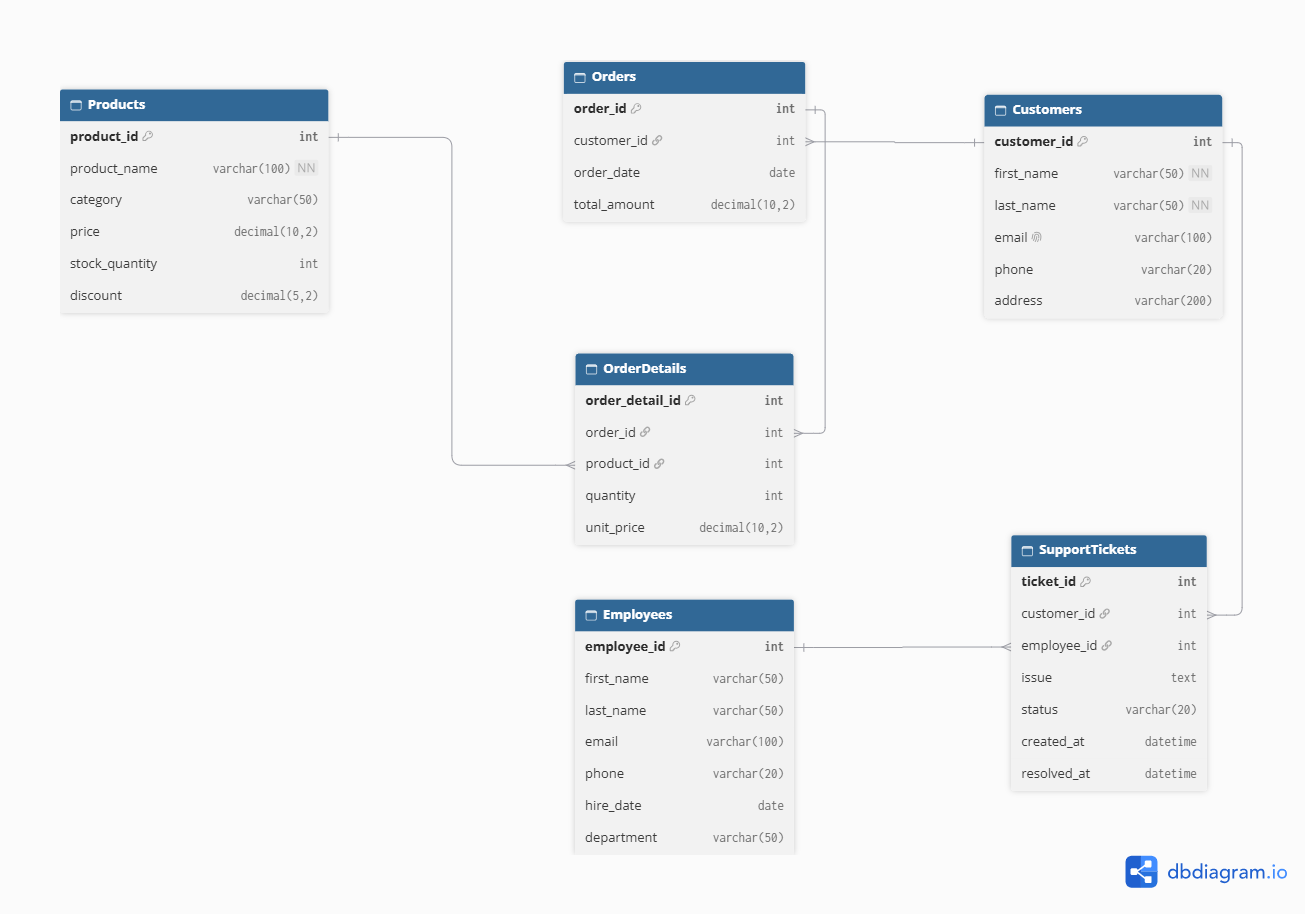 Products
product_id int
product_name varchar(100) NN
category varchar(50)
price decimal(10,2)
stock_quantity int
discount decimal(5,2)
Orders
order_id int
customer_id int
order_date date
total_amount decimal(10,2)
Customers
customer_id int
first_name varchar(50) NN
last_name varchar(50) NN
email varchar(100)
phone varchar(20)
address varchar(200)
OrderDetails
order_detail_id int
order_id int
product_id int
quantity int
unit_price decimal(10,2)
Employees
employee_id int
first_name varchar(50)
last_name varchar(50)
email varchar(100)
phone varchar(20)
hire_date date
department varchar(50)
SupportTickets
ticket_id int
customer_id int
employee_id int
issue text
status varchar(20)
created_at datetime
resolved_at datetime
dbdiagram.io